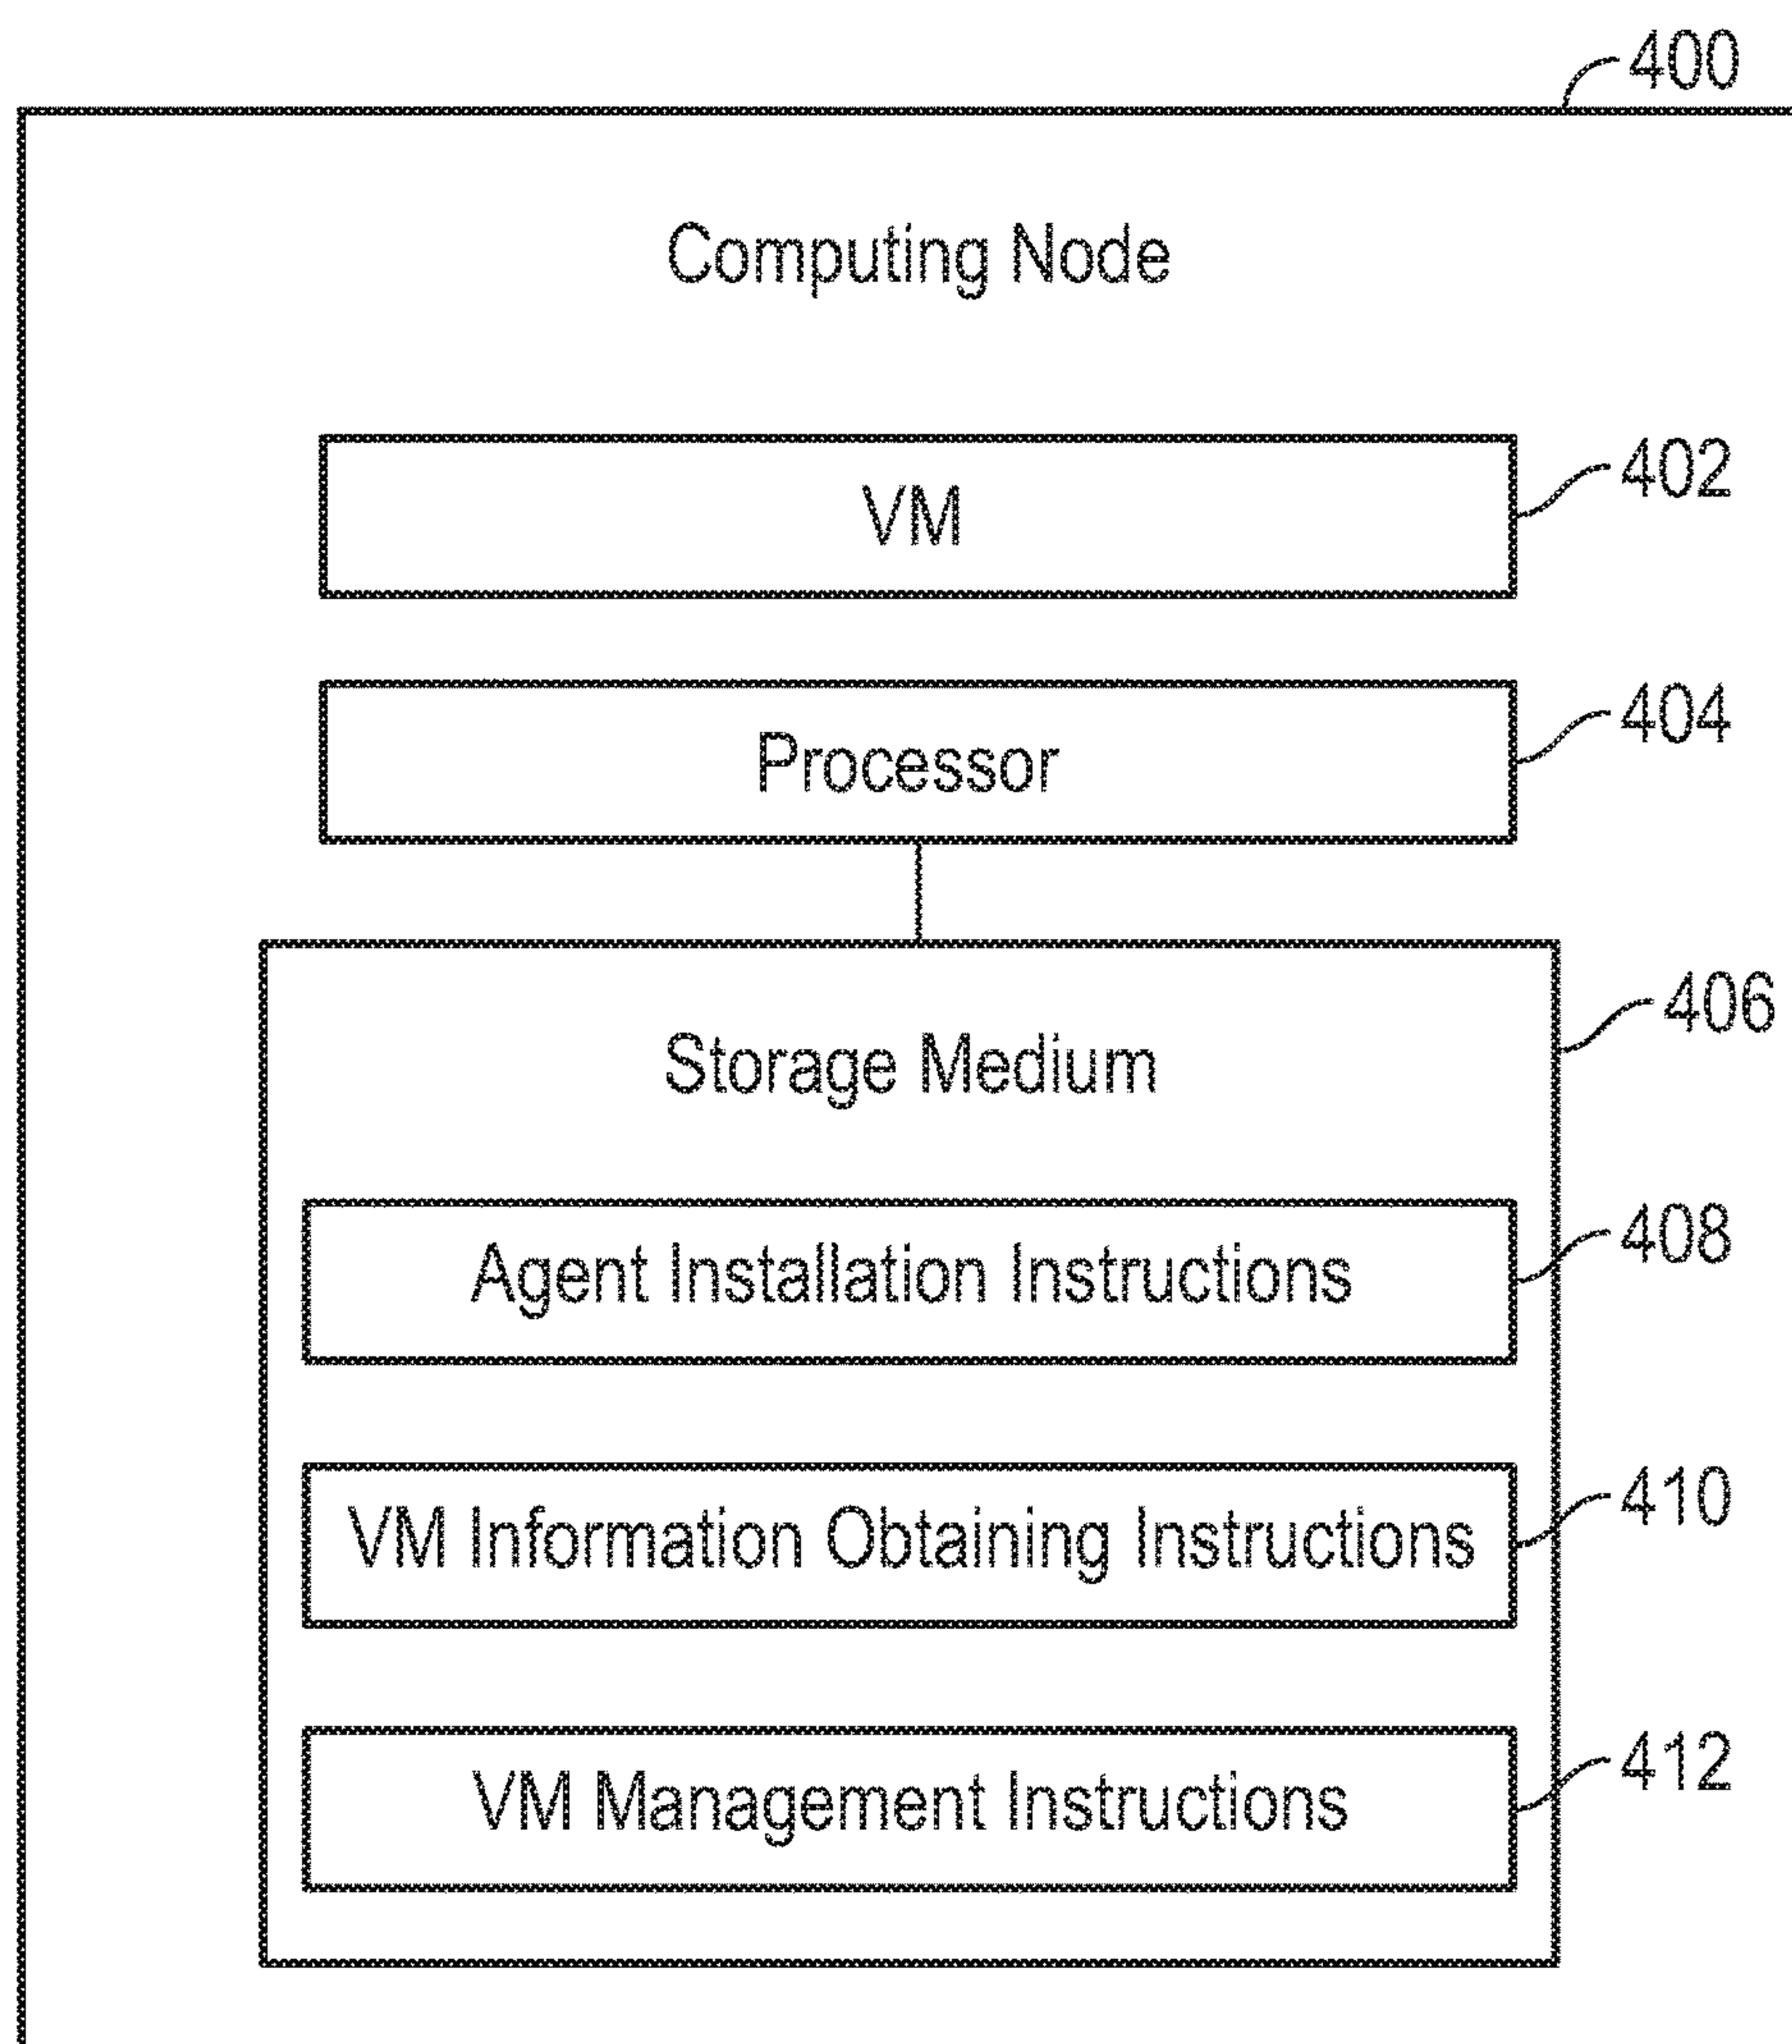 400
Computing Node
VM
402
Processor
404
Storage Medium
406
Agent Installation Instructions
408
VM Information Obtaining Instructions
410
VM Management Instructions
412